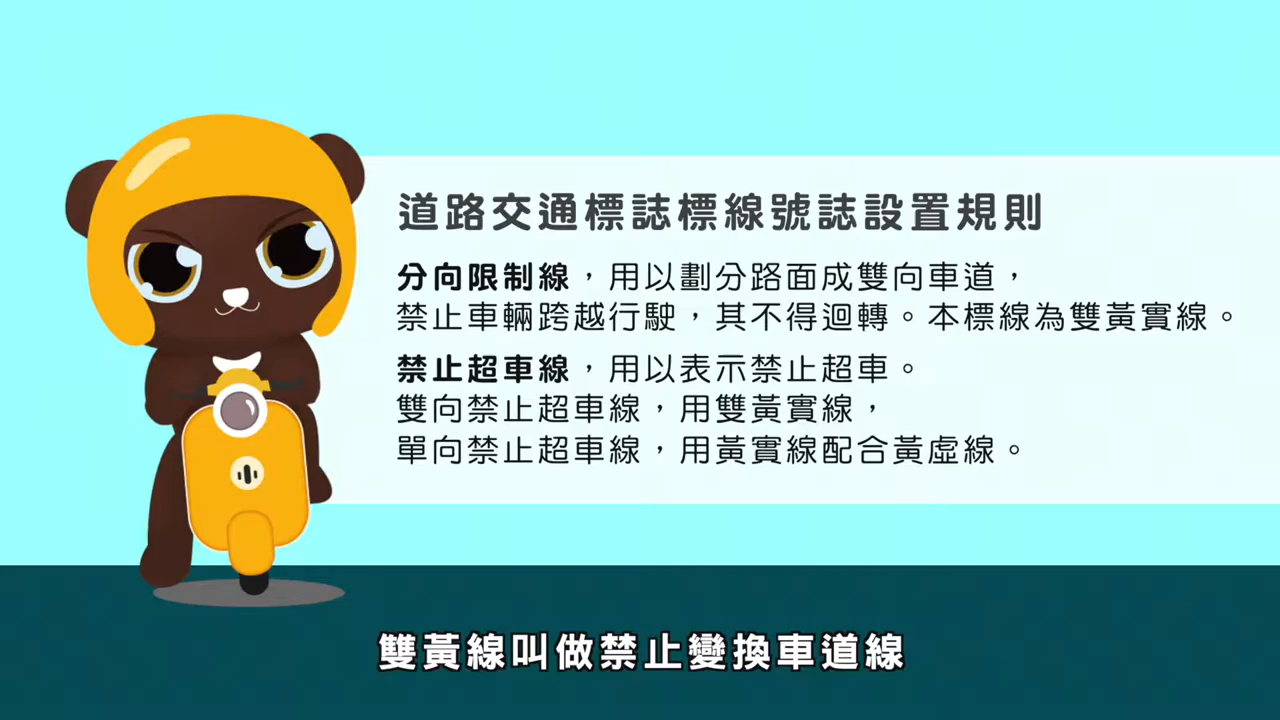 道路交通標誌標線號誌設置規則
分向限制線，用以劃分路面成雙向車道，
禁止車輛跨越行駛，其不得迴轉。本標線為雙黃實線。
禁止超車線，用以表示禁止超車。
雙向禁止超車線，用雙黃實線，
單向禁止超車線，用黃實線配合黃虛線。
雙黃線叫做禁止變換車道線